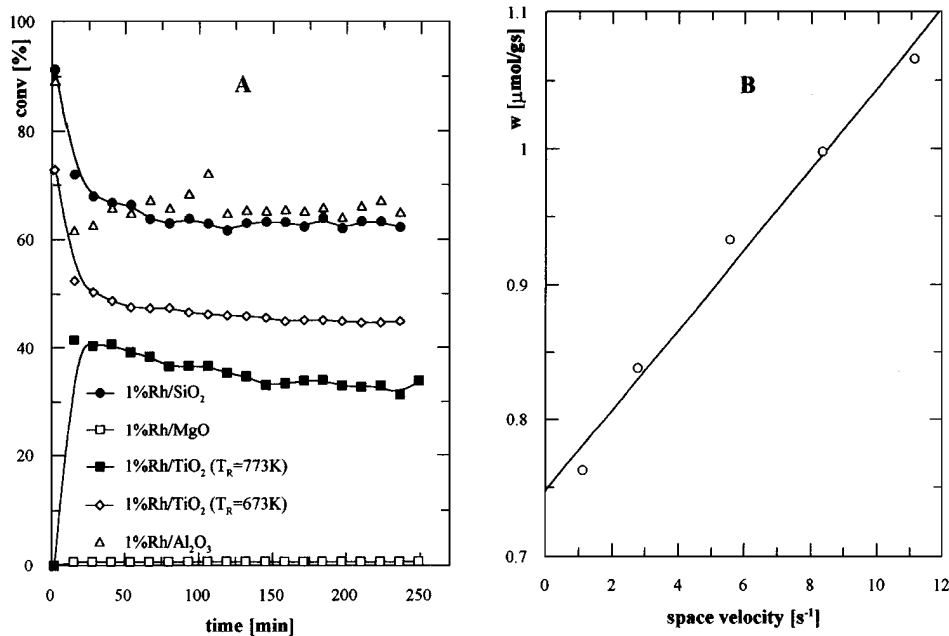 A
conv [%]
100
80
60
40
20
0
1%Rh/SiO₂
1%Rh/MgO
1%Rh/TiO₂ (T_R=773K)
1%Rh/TiO₂ (T_R=673K)
1%Rh/Al₂O₃
0 50 100 150 200 250
time [min]
B
w [μmol/gs]
1.1
1
0.9
0.8
0.7
0 2 4 6 8 10 12
space velocity [s⁻¹]